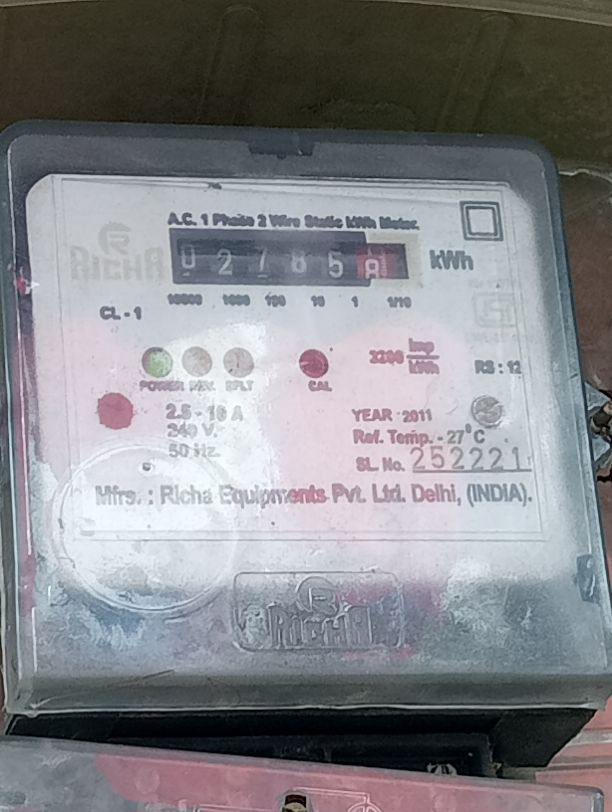 A.C. 1 Phase 2 Wire Static kWh Meter.
RICHA
0 2 7 8 5 8 kWh
10000 1000 100 10 1 1/10
CL - 1
3200 Imp/kWh
RS : 12
POWER REV. E/LT CAL
2.5 - 10 A
240 V.
50 Hz.
YEAR - 2011
Ref. Temp. - 27°C
SL. No. 252221
Mfrs. : Richa Equipments Pvt. Ltd. Delhi, (INDIA).
RICHA